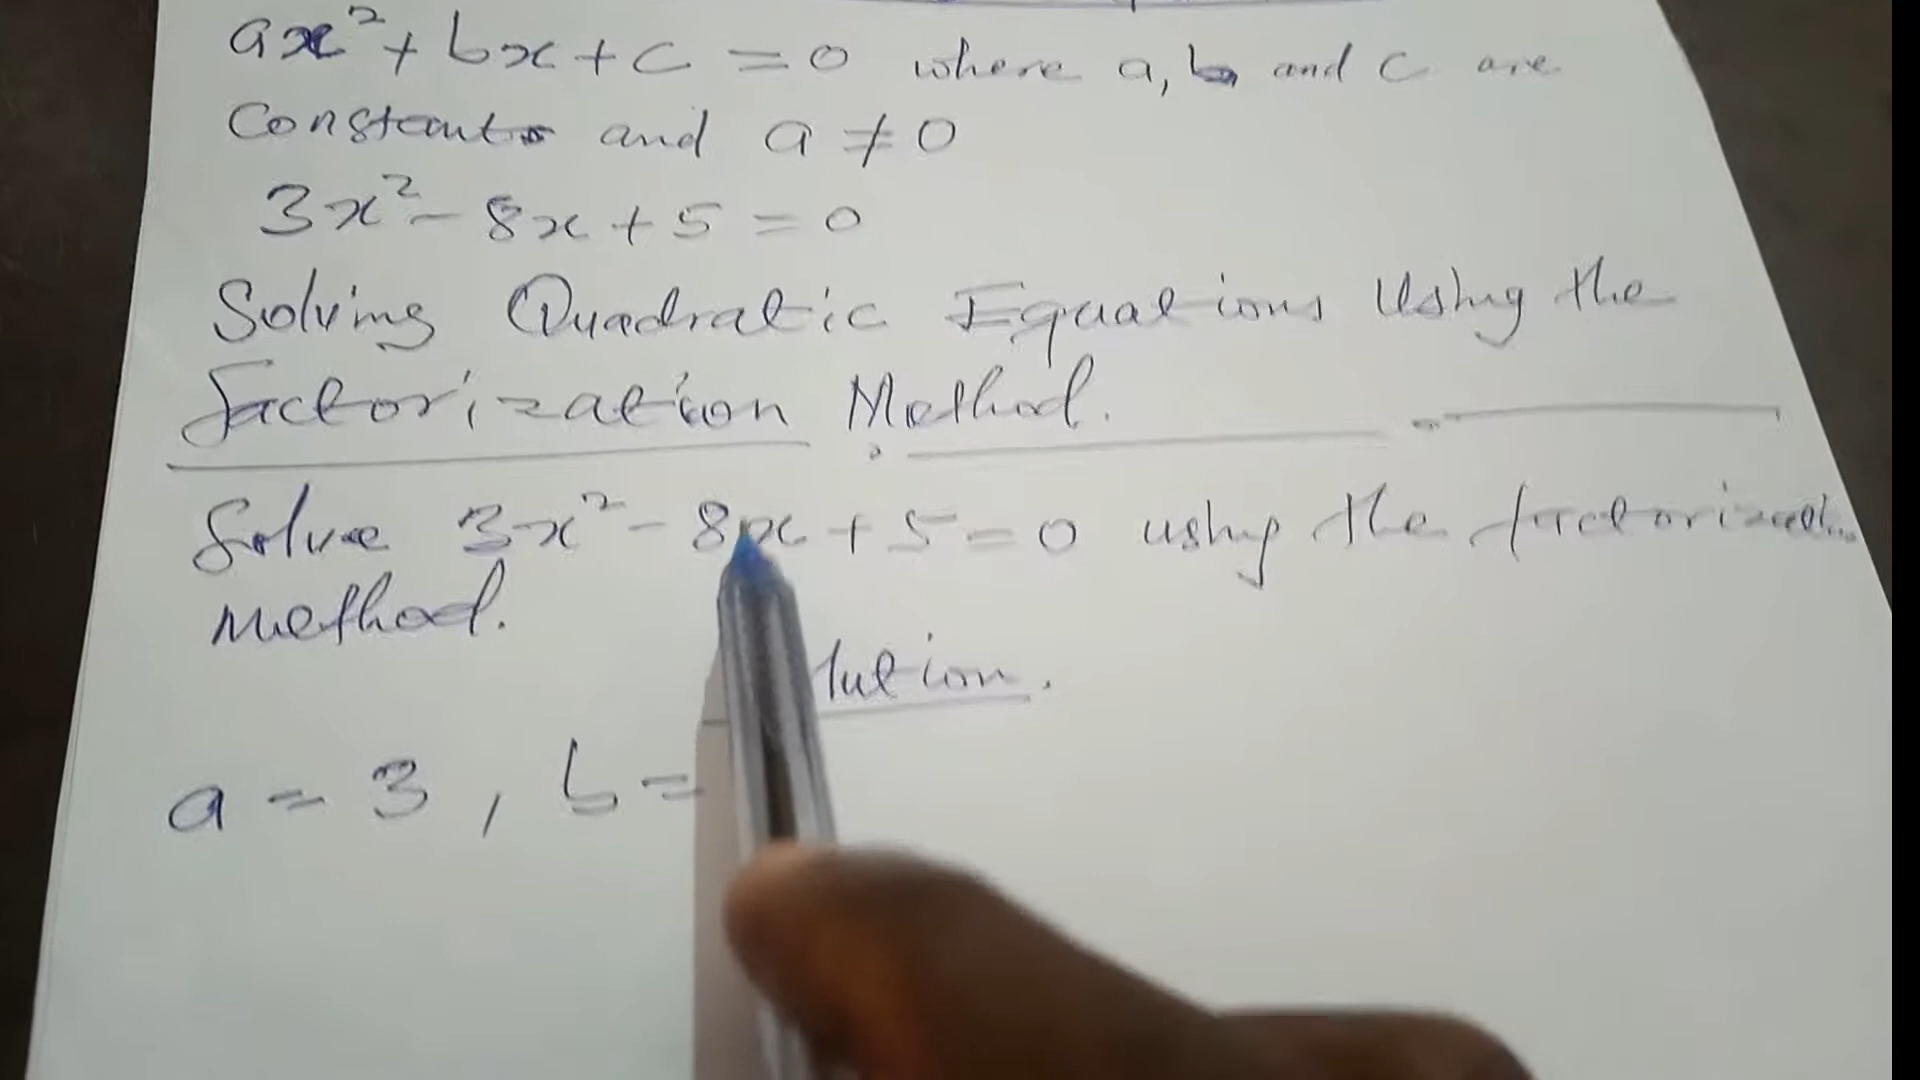 ax² + bx + c = 0 where a, b and c are
Constants and a ≠ 0
3x² - 8x + 5 = 0
Solving Quadratic Equations Using the
Factorization Method.
Solve 3x² - 8x + 5 = 0 using the
method.
lution.
a = 3, b =